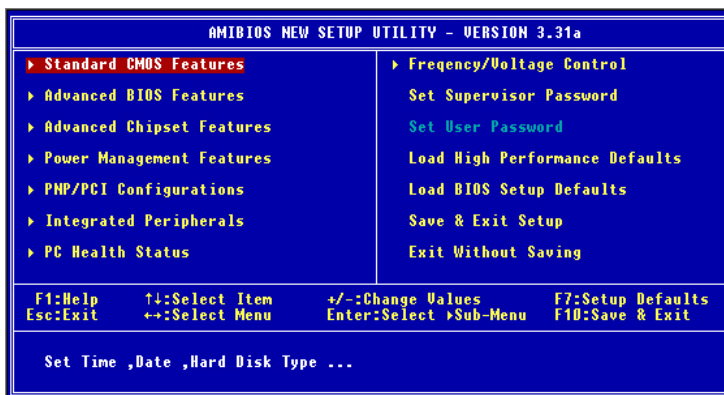 AMIBIOS NEW SETUP UTILITY - VERSION 3.31a
▸ Standard CMOS Features
▸ Advanced BIOS Features
▸ Advanced Chipset Features
▸ Power Management Features
▸ PNP/PCI Configurations
▸ Integrated Peripherals
▸ PC Health Status
▸ Freqency/Voltage Control
Set Supervisor Password
Set User Password
Load High Performance Defaults
Load BIOS Setup Defaults
Save & Exit Setup
Exit Without Saving
F1:Help ↑↓:Select Item +/-:Change Values F7:Setup Defaults
Esc:Exit ←→:Select Menu Enter:Select ▸Sub-Menu F10:Save & Exit
Set Time ,Date ,Hard Disk Type ...